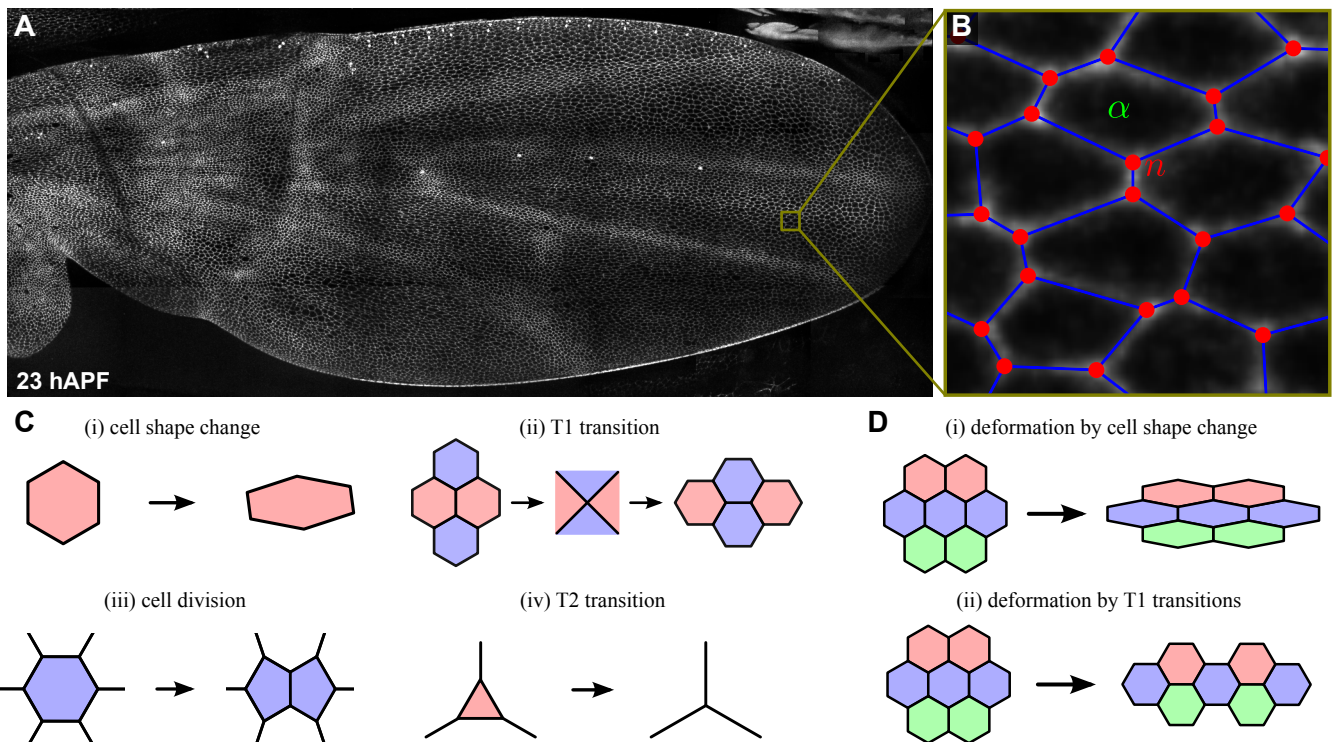 A
B
α
n
23 hAPF
C
(i) cell shape change
(ii) T1 transition
D
(i) deformation by cell shape change
(iii) cell division
(iv) T2 transition
(ii) deformation by T1 transitions